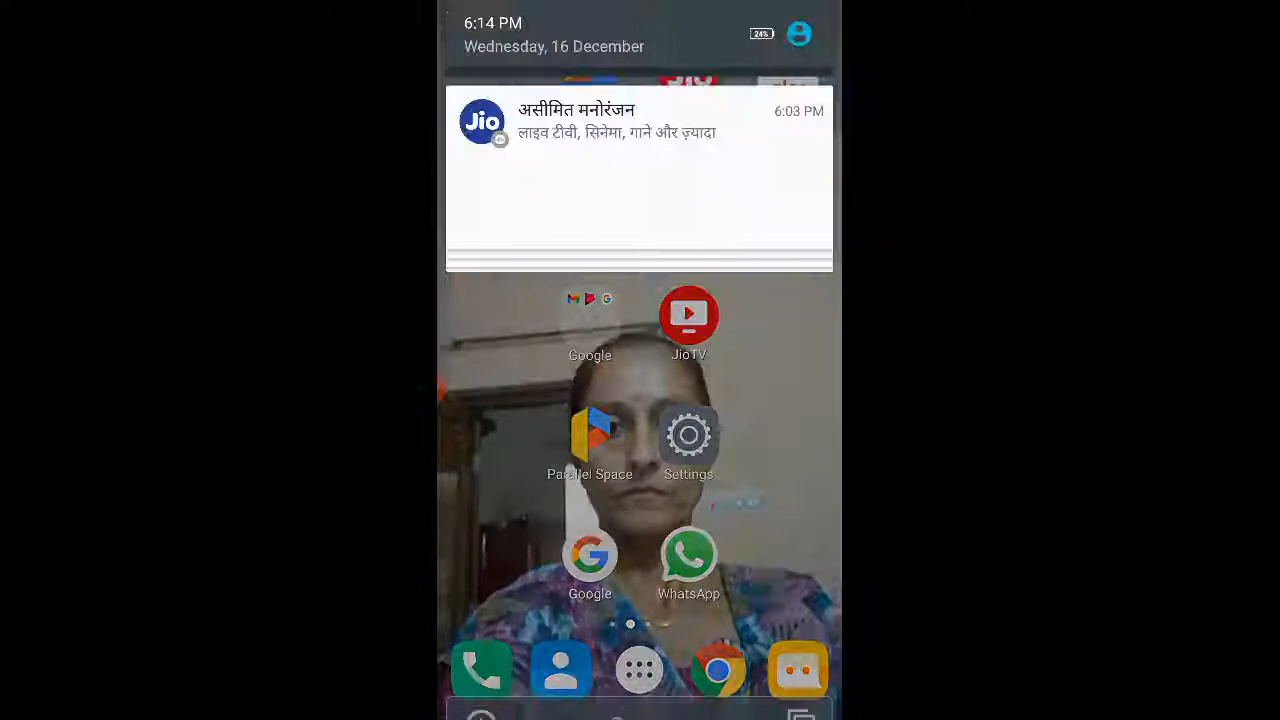 6:14 PM
24%
Wednesday, 16 December
Jio
असीमित मनोरंजन
6:03 PM
लाइव टीवी, सिनेमा, गाने और ज़्यादा
Google
JioTV
Parallel Space
Settings
Google
WhatsApp